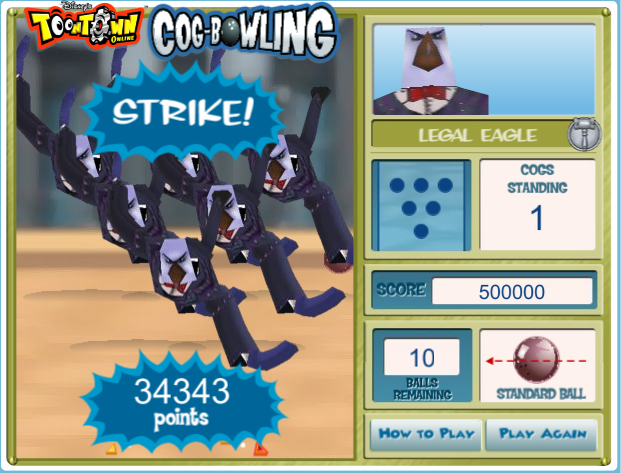 Disney's
TOONTOWN
ONLINE
COG-BOWLING
STRIKE!
34343
points
LEGAL EAGLE
COGS
STANDING
1
SCORE 500000
10
BALLS
REMAINING
STANDARD BALL
HOW TO PLAY
PLAY AGAIN